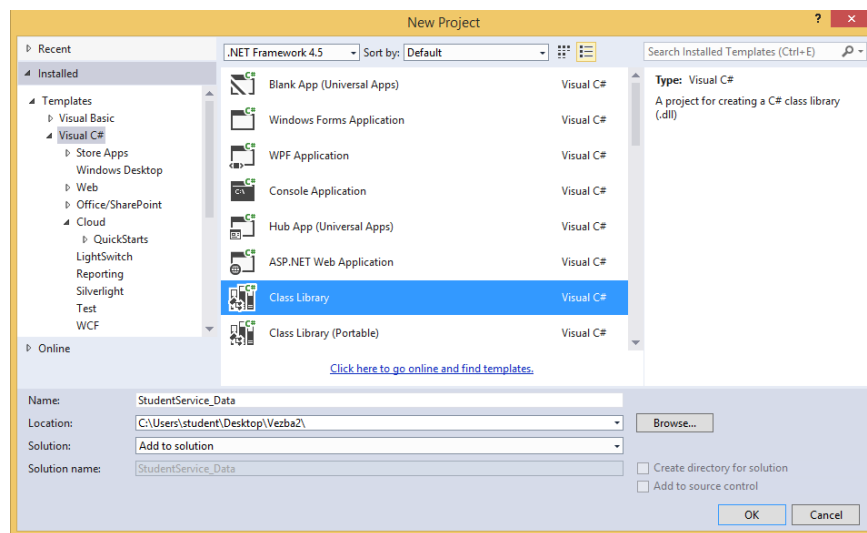 New Project
?
Recent
.NET Framework 4.5
Sort by: Default
Search Installed Templates (Ctrl+E)
Installed
Templates
Visual Basic
Visual C#
Store Apps
Windows Desktop
Web
Office/SharePoint
Cloud
QuickStarts
LightSwitch
Reporting
Silverlight
Test
WCF
Online
Blank App (Universal Apps) Visual C#
Windows Forms Application Visual C#
WPF Application Visual C#
Console Application Visual C#
Hub App (Universal Apps) Visual C#
ASP.NET Web Application Visual C#
Class Library Visual C#
Class Library (Portable) Visual C#
Click here to go online and find templates.
Type: Visual C#
A project for creating a C# class library
(.dll)
Name: StudentService_Data
Location: C:\Users\student\Desktop\Vezba2\
Browse...
Solution: Add to solution
Solution name: StudentService_Data
Create directory for solution
Add to source control
OK
Cancel